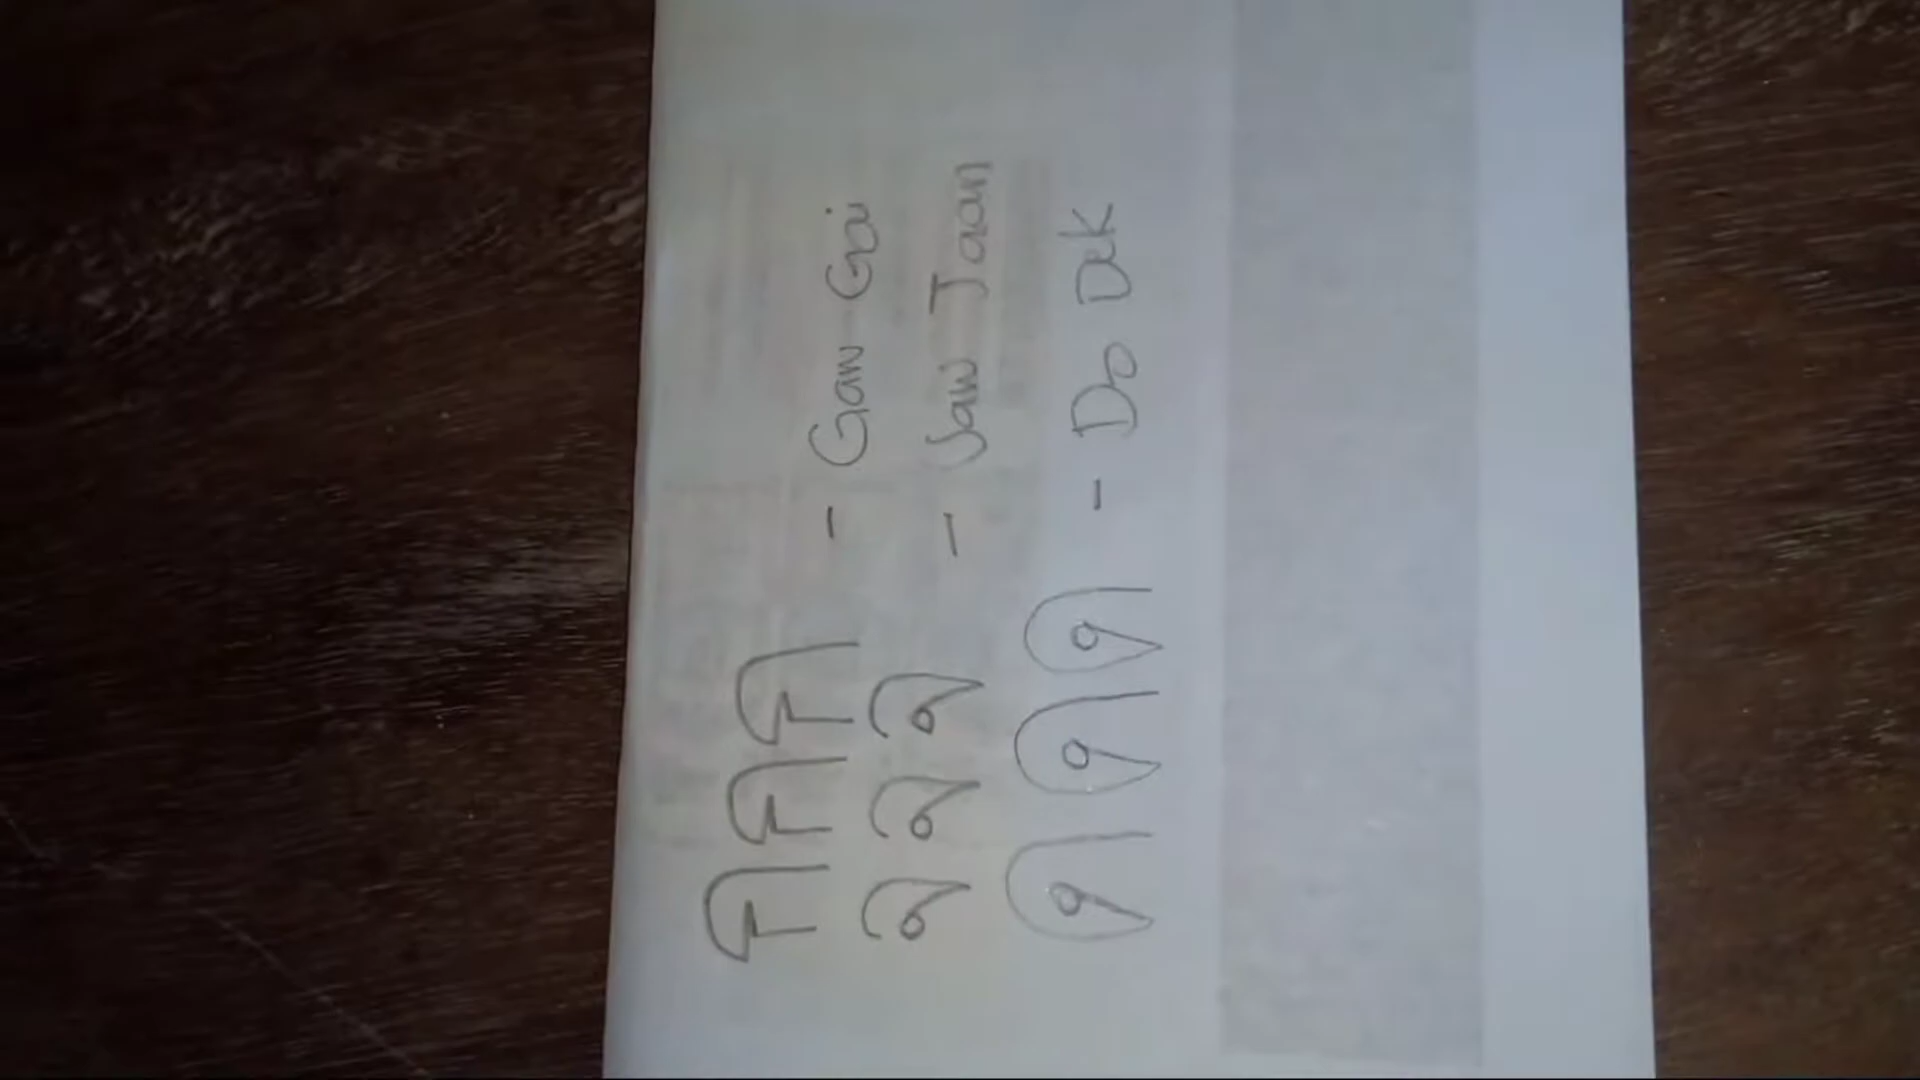 ก ก ก - Gaw Gai
จ จ จ - Jaw Jaan
ด ด ด - Do Dek